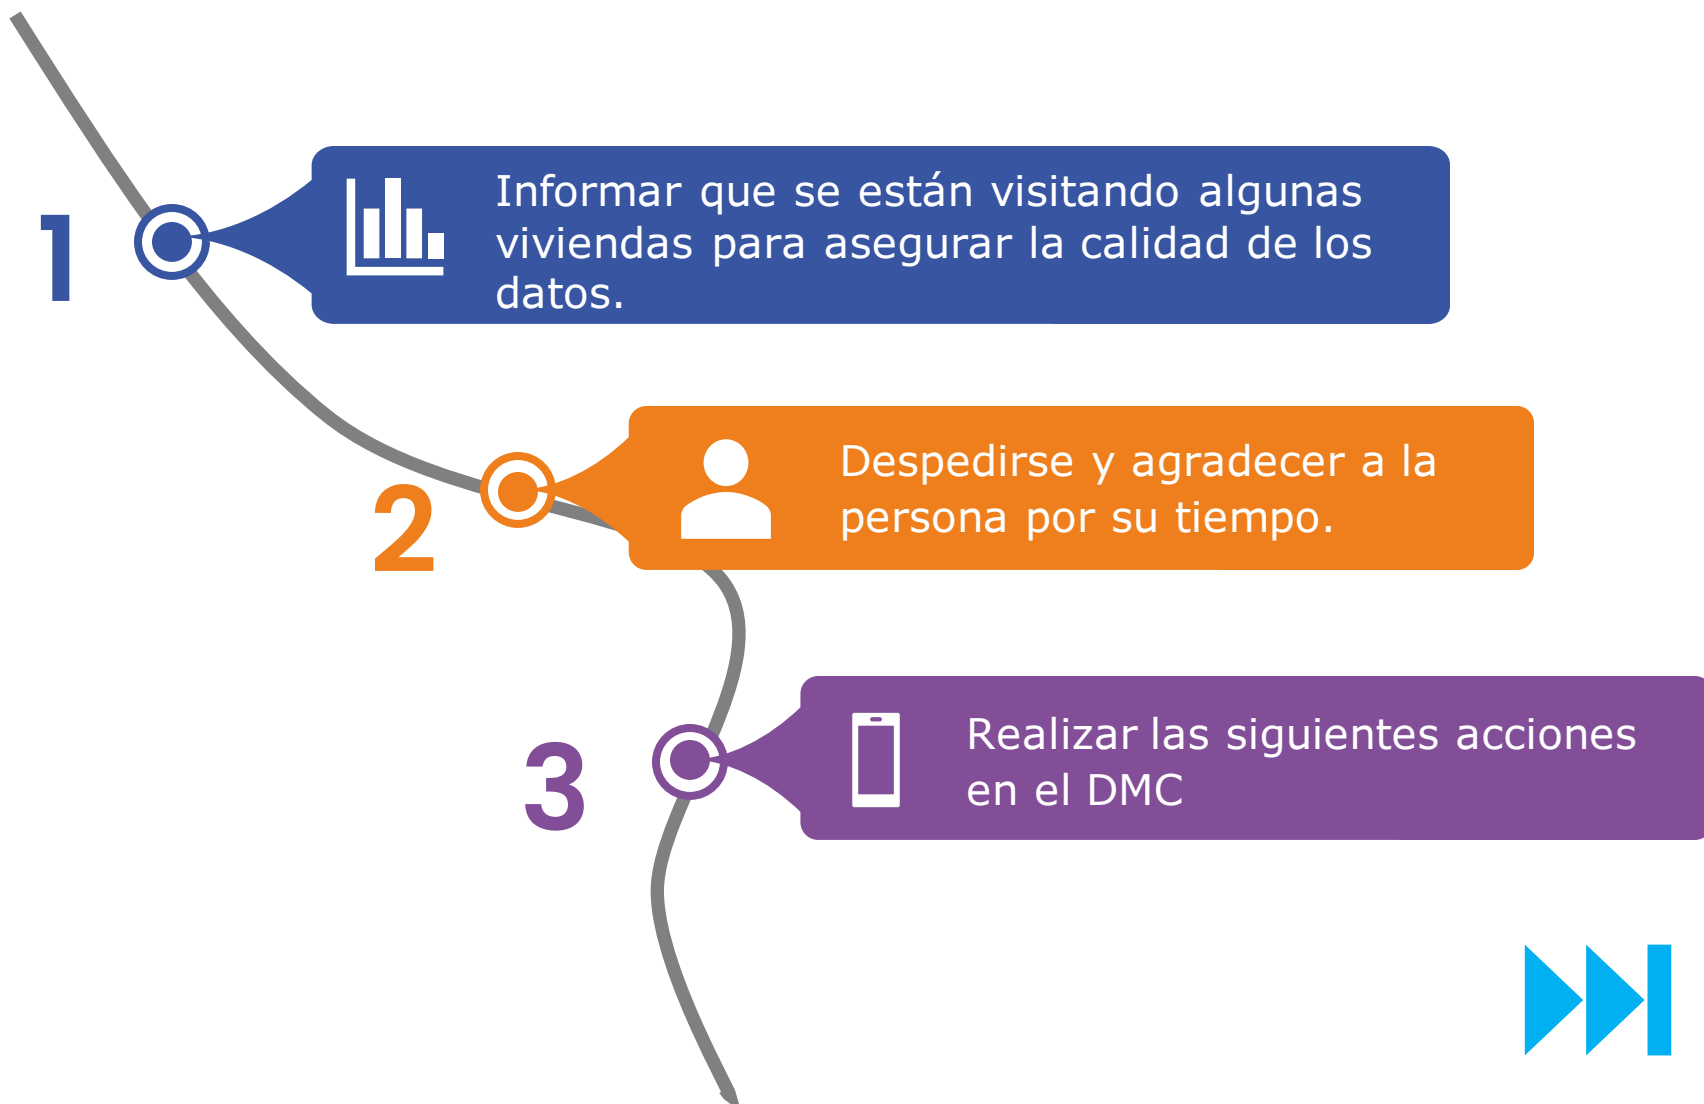 1
Informar que se están visitando algunas
viviendas para asegurar la calidad de los
datos.
2
Despedirse y agradecer a la
persona por su tiempo.
3
Realizar las siguientes acciones
en el DMC